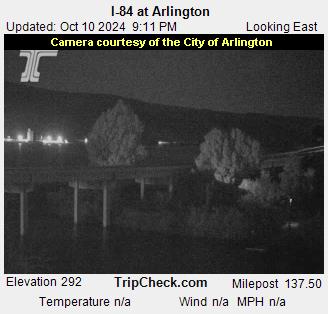 I-84 at Arlington
Updated: Oct 10 2024 9:11 PM Looking East
Camera courtesy of the City of Arlington
Elevation 292 TripCheck.com Milepost 137.50
Temperature n/a Wind n/a MPH n/a